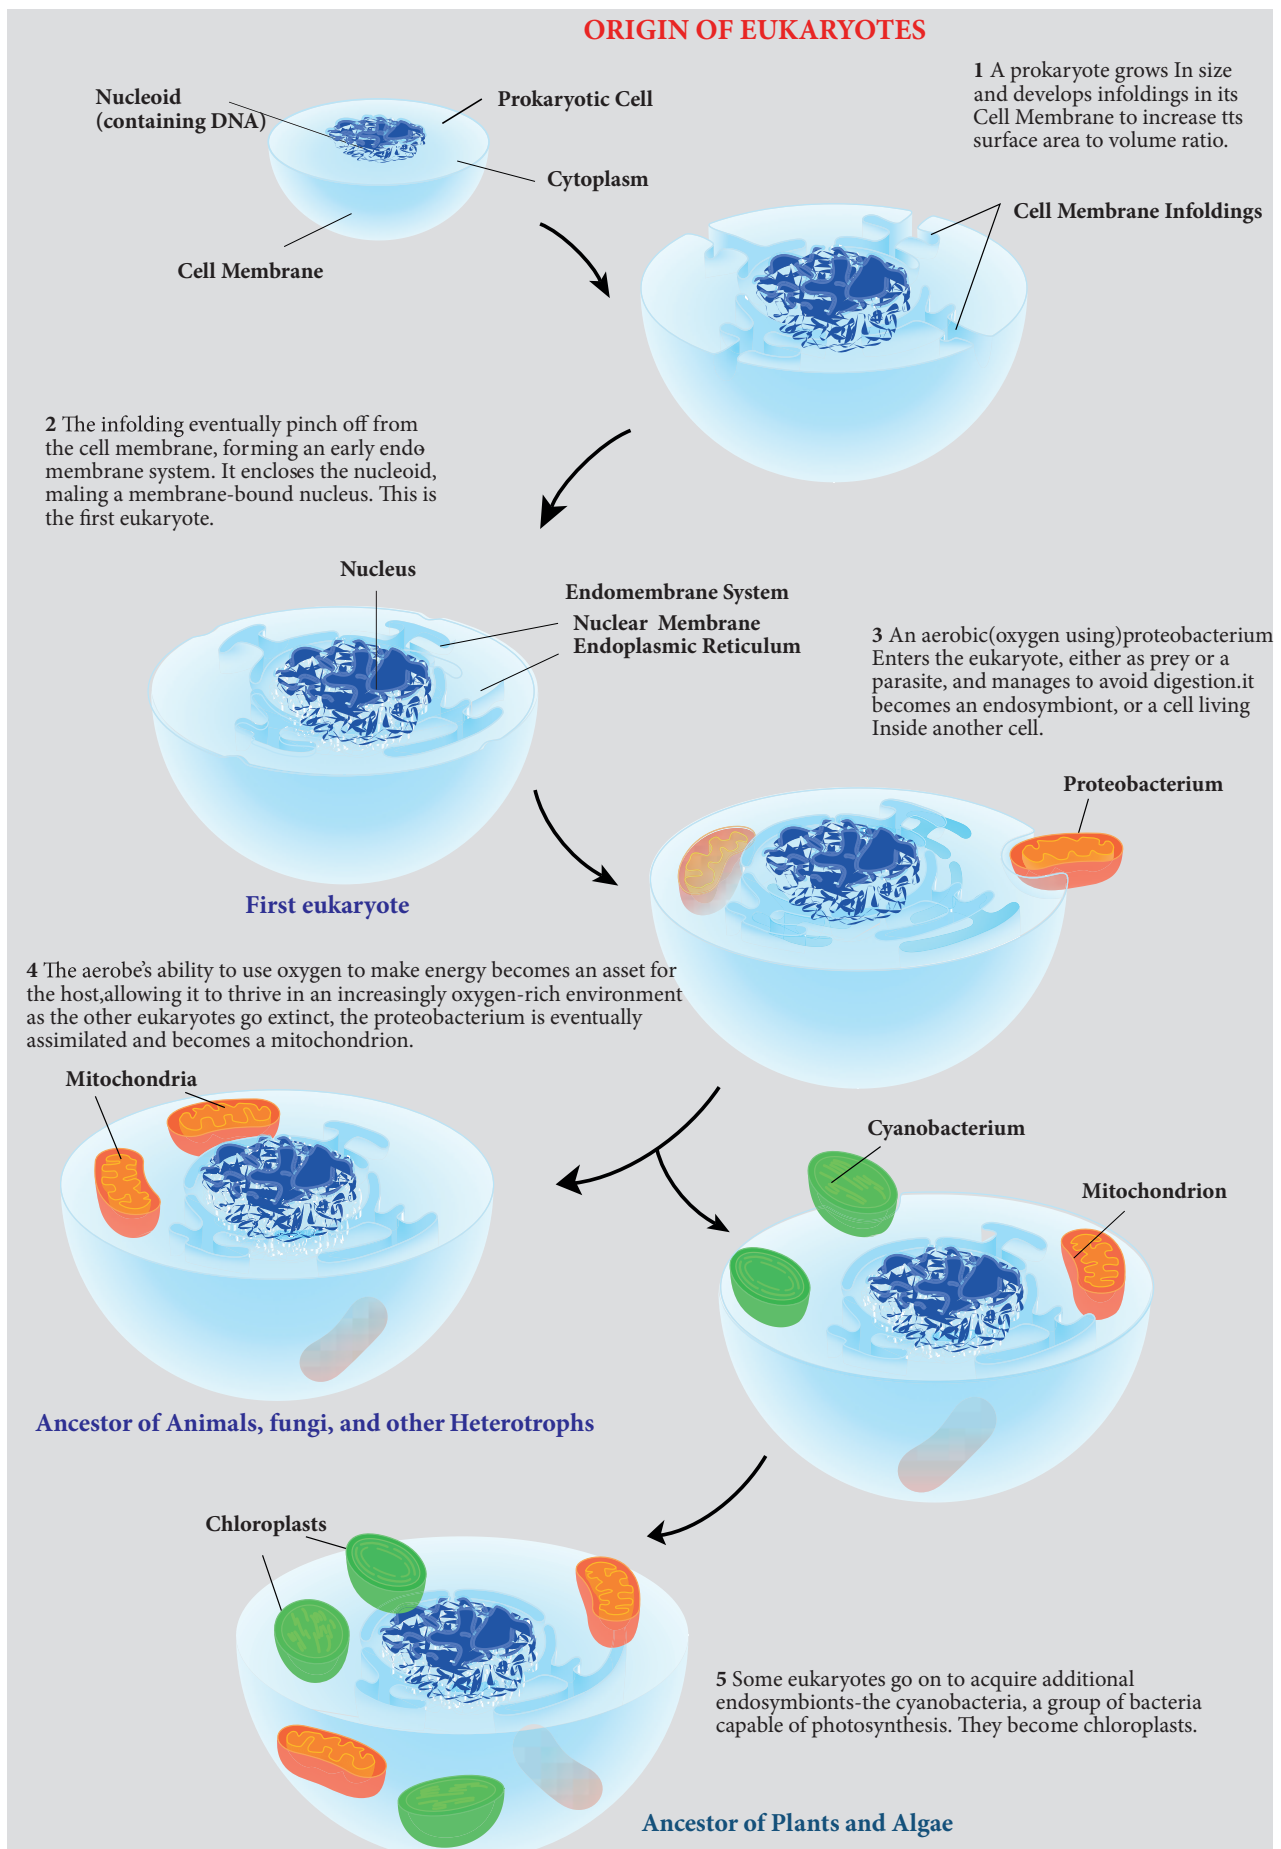 ORIGIN OF EUKARYOTES
Nucleoid
(containing DNA)
Prokaryotic Cell
Cytoplasm
Cell Membrane
1 A prokaryote grows In size
and develops infoldings in its
Cell Membrane to increase tts
surface area to volume ratio.
Cell Membrane Infoldings
2 The infolding eventually pinch off from
the cell membrane, forming an early endo
membrane system. It encloses the nucleoid,
maling a membrane-bound nucleus. This is
the first eukaryote.
Nucleus
Endomembrane System
Nuclear Membrane
Endoplasmic Reticulum
First eukaryote
3 An aerobic(oxygen using)proteobacterium
Enters the eukaryote, either as prey or a
parasite, and manages to avoid digestion.it
becomes an endosymbiont, or a cell living
Inside another cell.
Proteobacterium
4 The aerobe's ability to use oxygen to make energy becomes an asset for
the host,allowing it to thrive in an increasingly oxygen-rich environment
as the other eukaryotes go extinct, the proteobacterium is eventually
assimilated and becomes a mitochondrion.
Mitochondria
Cyanobacterium
Mitochondrion
Ancestor of Animals, fungi, and other Heterotrophs
Chloroplasts
5 Some eukaryotes go on to acquire additional
endosymbionts-the cyanobacteria, a group of bacteria
capable of photosynthesis. They become chloroplasts.
Ancestor of Plants and Algae